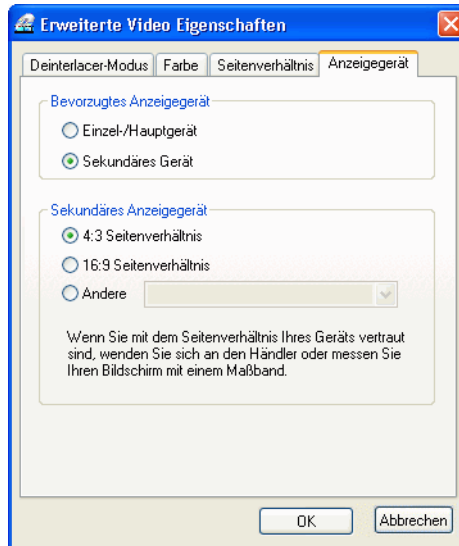 Erweiterte Video Eigenschaften
Deinterlacer-Modus Farbe Seitenverhältnis Anzeigegerät
Bevorzugtes Anzeigegerät
Einzel-/Hauptgerät
Sekundäres Gerät
Sekundäres Anzeigegerät
4:3 Seitenverhältnis
16:9 Seitenverhältnis
Andere
Wenn Sie mit dem Seitenverhältnis Ihres Geräts vertraut
sind, wenden Sie sich an den Händler oder messen Sie
Ihren Bildschirm mit einem Maßband.
OK Abbrechen